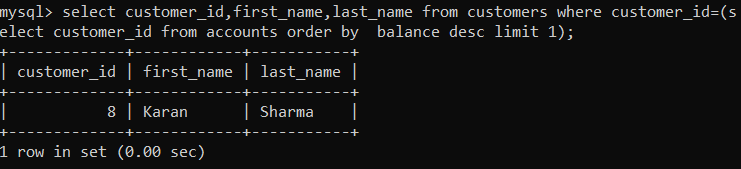 mysql> select customer_id,first_name,last_name from customers where customer_id=(s
elect customer_id from accounts order by  balance desc limit 1);
+-------------+------------+-----------+
| customer_id | first_name | last_name |
+-------------+------------+-----------+
|           8 | Karan      | Sharma    |
+-------------+------------+-----------+
1 row in set (0.00 sec)